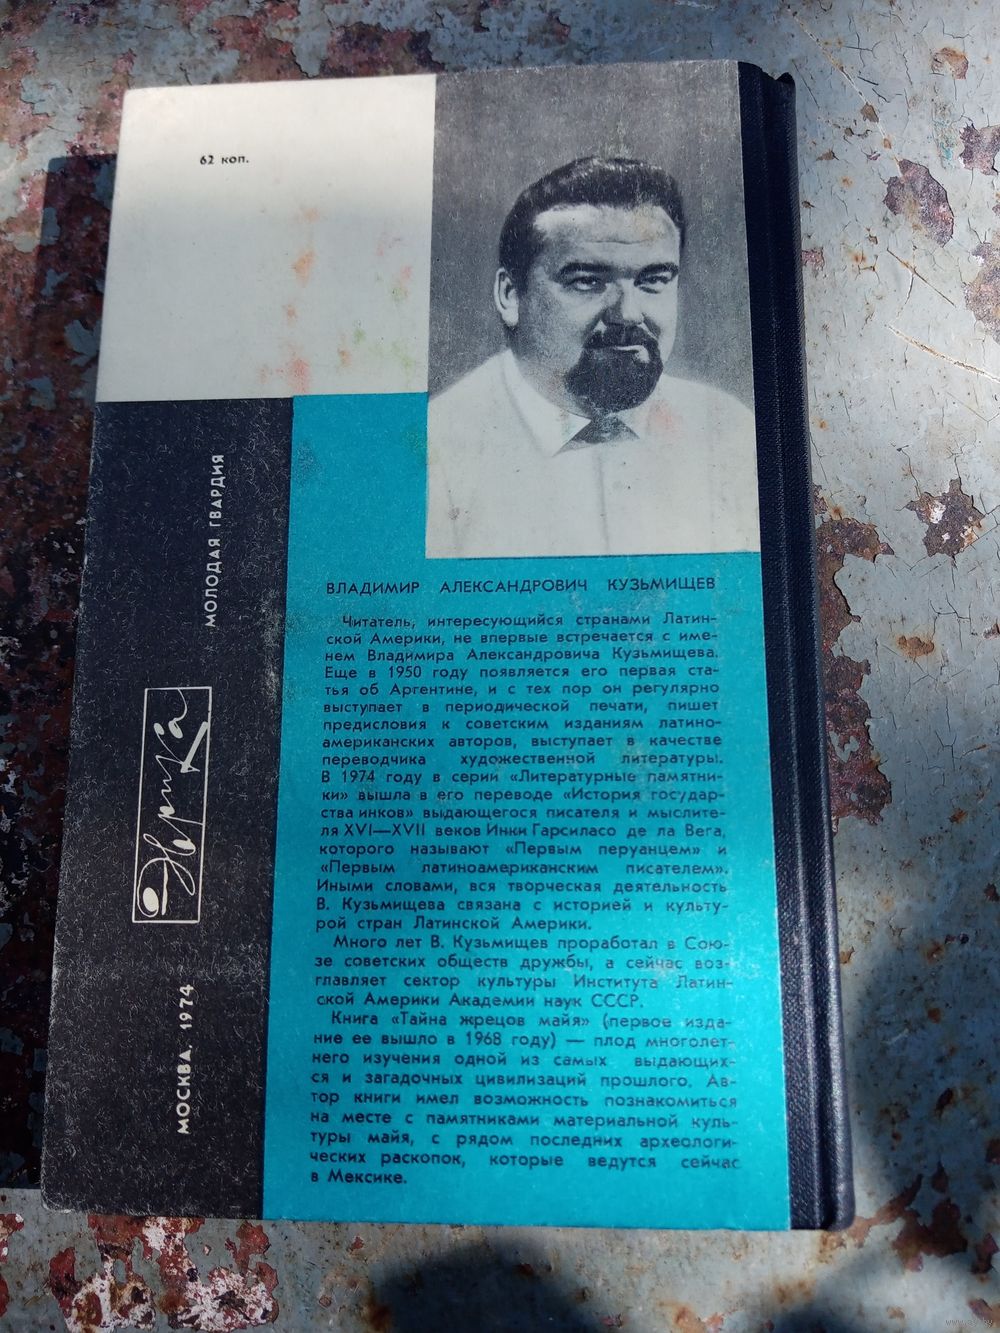 62 коп.
МОЛОДАЯ ГВАРДИЯ
Эврика
МОСКВА. 1974
ВЛАДИМИР АЛЕКСАНДРОВИЧ КУЗЬМИЩЕВ
Читатель, интересующийся странами Латин-
ской Америки, не впервые встречается с име-
нем Владимира Александровича Кузьмищева.
Еще в 1950 году появляется его первая ста-
тья об Аргентине, и с тех пор он регулярно
выступает в периодической печати, пишет
предисловия к советским изданиям латино-
американских авторов, выступает в качестве
переводчика художественной литературы.
В 1974 году в серии «Литературные памятни-
ки» вышла в его переводе «История государ-
ства инков» выдающегося писателя и мыслите-
ля XVI—XVII веков Инки Гарсиласо де ла Вега,
которого называют «Первым перуанцем» и
«Первым латиноамериканским писателем».
Иными словами, вся творческая деятельность
В. Кузьмищева связана с историей и культу-
рой стран Латинской Америки.
Много лет В. Кузьмищев проработал в Сою-
зе советских обществ дружбы, а сейчас воз-
главляет сектор культуры Института Латин-
ской Америки Академии наук СССР.
Книга «Тайна жрецов майя» (первое изда-
ние ее вышло в 1968 году) — плод многолет-
него изучения одной из самых выдающих-
ся и загадочных цивилизаций прошлого. Ав-
тор книги имел возможность познакомиться
на месте с памятниками материальной куль-
туры майя, с рядом последних археологи-
ческих раскопок, которые ведутся сейчас
в Мексике.
www.ay.by